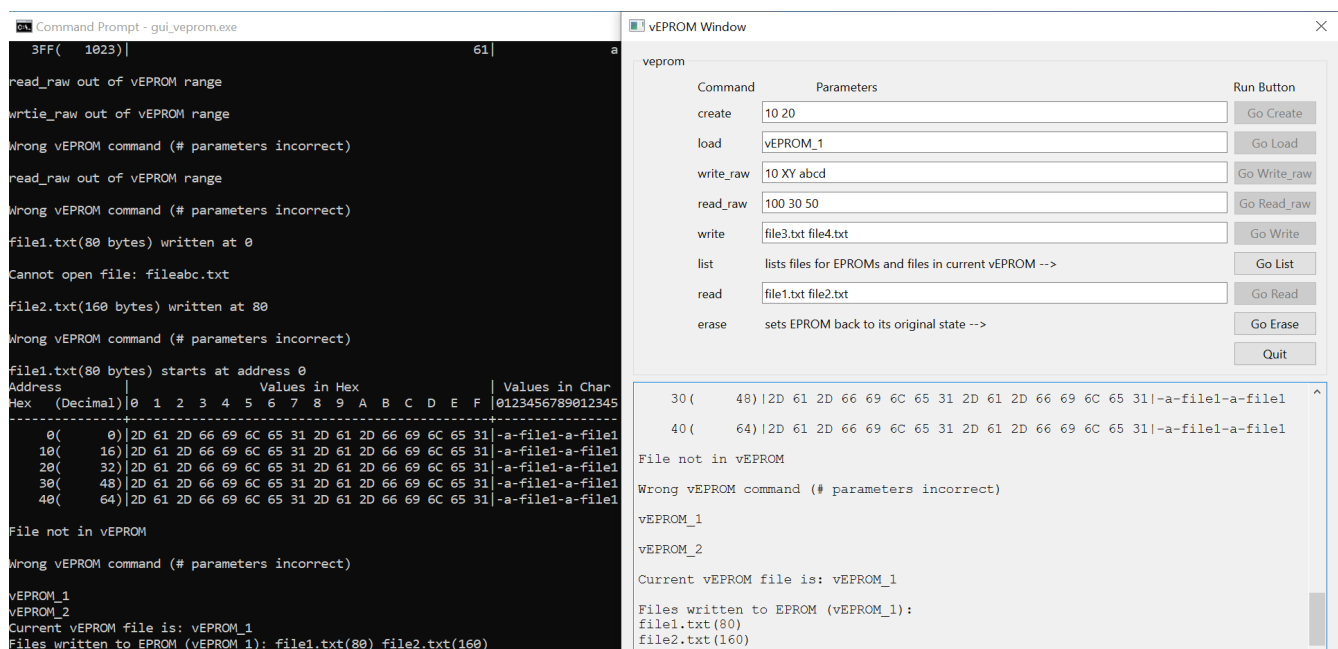 Command Prompt - gui_veprom.exe
3FF( 1023)| 61| a
read_raw out of vEPROM range
wrtie_raw out of vEPROM range
Wrong vEPROM command (# parameters incorrect)
read_raw out of vEPROM range
Wrong vEPROM command (# parameters incorrect)
file1.txt(80 bytes) written at 0
Cannot open file: fileabc.txt
file2.txt(160 bytes) written at 80
Wrong vEPROM command (# parameters incorrect)
file1.txt(80 bytes) starts at address 0
Address | Values in Hex | Values in Char
Hex (Decimal)|0 1 2 3 4 5 6 7 8 9 A B C D E F |0123456789012345
--------------+------------------------------------------------+----------------
0( 0)|2D 61 2D 66 69 6C 65 31 2D 61 2D 66 69 6C 65 31|-a-file1-a-file1
10( 16)|2D 61 2D 66 69 6C 65 31 2D 61 2D 66 69 6C 65 31|-a-file1-a-file1
20( 32)|2D 61 2D 66 69 6C 65 31 2D 61 2D 66 69 6C 65 31|-a-file1-a-file1
30( 48)|2D 61 2D 66 69 6C 65 31 2D 61 2D 66 69 6C 65 31|-a-file1-a-file1
40( 64)|2D 61 2D 66 69 6C 65 31 2D 61 2D 66 69 6C 65 31|-a-file1-a-file1
File not in vEPROM
Wrong vEPROM command (# parameters incorrect)
vEPROM_1
vEPROM_2
Current vEPROM file is: vEPROM_1
Files written to EPROM (vEPROM_1): file1.txt(80) file2.txt(160)
vEPROM Window
veprom
Command Parameters Run Button
create 10 20 Go Create
load vEPROM_1 Go Load
write_raw 10 XY abcd Go Write_raw
read_raw 100 30 50 Go Read_raw
write file3.txt file4.txt Go Write
list lists files for EPROMs and files in current vEPROM --> Go List
read file1.txt file2.txt Go Read
erase sets EPROM back to its original state --> Go Erase
Quit
30( 48)|2D 61 2D 66 69 6C 65 31 2D 61 2D 66 69 6C 65 31|-a-file1-a-file1
40( 64)|2D 61 2D 66 69 6C 65 31 2D 61 2D 66 69 6C 65 31|-a-file1-a-file1
File not in vEPROM
Wrong vEPROM command (# parameters incorrect)
vEPROM_1
vEPROM_2
Current vEPROM file is: vEPROM_1
Files written to EPROM (vEPROM_1):
file1.txt(80)
file2.txt(160)